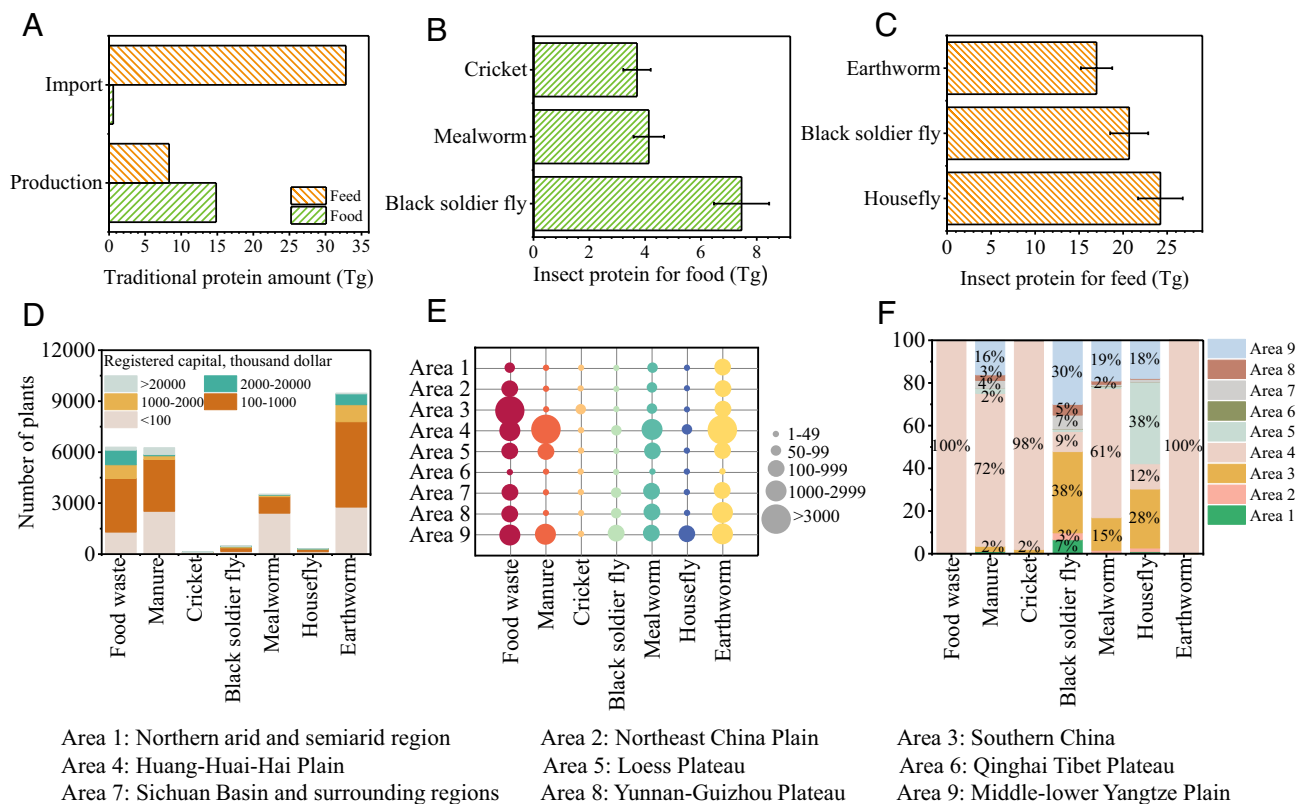 A
Import
Production
Feed
Food
0 5 10 15 20 25 30 35
Traditional protein amount (Tg)
B
Cricket
Mealworm
Black soldier fly
0 2 4 6 8
Insect protein for food (Tg)
C
Earthworm
Black soldier fly
Housefly
0 5 10 15 20 25
Insect protein for feed (Tg)
D
Number of plants
12000
9000
6000
3000
0
Registered capital, thousand dollar
>20000 2000-20000
1000-2000 100-1000
<100
Food waste
Manure
Cricket
Black soldier fly
Mealworm
Housefly
Earthworm
E
Area 1
Area 2
Area 3
Area 4
Area 5
Area 6
Area 7
Area 8
Area 9
1-49
50-99
100-999
1000-2999
>3000
Food waste
Manure
Cricket
Black soldier fly
Mealworm
Housefly
Earthworm
F
100
80
60
40
20
0
100%
16%
3%
4%
2%
72%
2%
98%
2%
30%
5%
7%
9%
38%
3%
7%
19%
2%
61%
15%
18%
38%
12%
28%
100%
Food waste
Manure
Cricket
Black soldier fly
Mealworm
Housefly
Earthworm
Area 9
Area 8
Area 7
Area 6
Area 5
Area 4
Area 3
Area 2
Area 1
Area 1: Northern arid and semiarid region Area 2: Northeast China Plain Area 3: Southern China
Area 4: Huang-Huai-Hai Plain Area 5: Loess Plateau Area 6: Qinghai Tibet Plateau
Area 7: Sichuan Basin and surrounding regions Area 8: Yunnan-Guizhou Plateau Area 9: Middle-lower Yangtze Plain